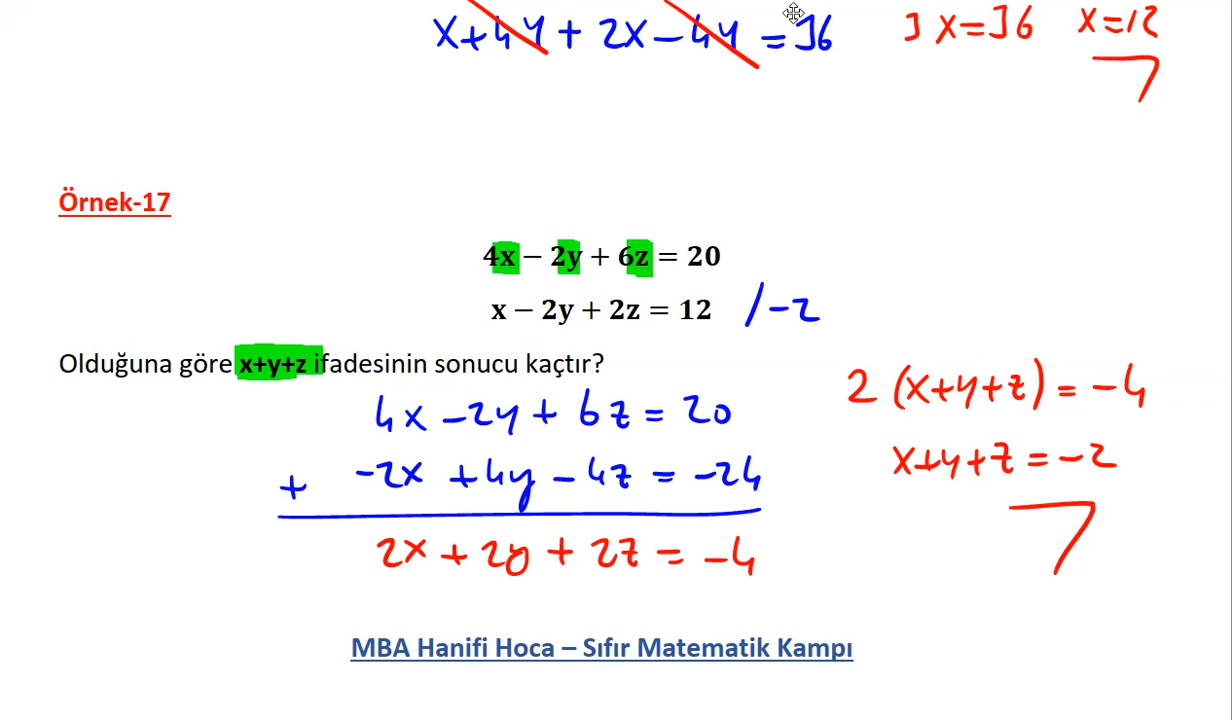 x+4y + 2x - 4y = 36 3x=36 x=12
Örnek-17
4x − 2y + 6z = 20
x − 2y + 2z = 12 /-2
Olduğuna göre x+y+z ifadesinin sonucu kaçtır?
4x - 2y + 6z = 20 2 (x+y+z) = -4
+ -2x + 4y - 4z = -24 x+y+z = -2
2x + 2y + 2z = -4
MBA Hanifi Hoca – Sıfır Matematik Kampı